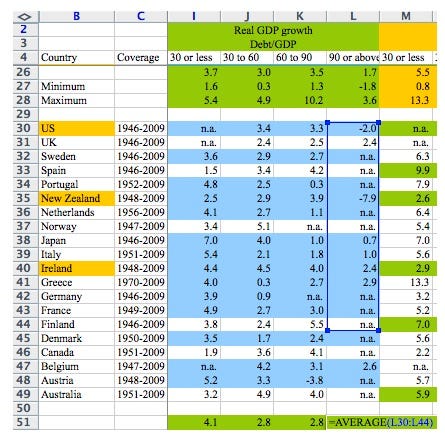 B C I J K L M
2 Real GDP growth
3 Debt/GDP
4 Country Coverage 30 or less 30 to 60 60 to 90 90 or above 30 or less
26 3.7 3.0 3.5 1.7 5.5
27 Minimum 1.6 0.3 1.3 -1.8 0.8
28 Maximum 5.4 4.9 10.2 3.6 13.3
29
30 US 1946-2009 n.a. 3.4 3.3 -2.0 n.a.
31 UK 1946-2009 n.a. 2.4 2.5 2.4 n.a.
32 Sweden 1946-2009 3.6 2.9 2.7 n.a. 6.3
33 Spain 1946-2009 1.5 3.4 4.2 n.a. 9.9
34 Portugal 1952-2009 4.8 2.5 0.3 n.a. 7.9
35 New Zealand 1948-2009 2.5 2.9 3.9 -7.9 2.6
36 Netherlands 1956-2009 4.1 2.7 1.1 n.a. 6.4
37 Norway 1947-2009 3.4 5.1 n.a. n.a. 5.4
38 Japan 1946-2009 7.0 4.0 1.0 0.7 7.0
39 Italy 1951-2009 5.4 2.1 1.8 1.0 5.6
40 Ireland 1948-2009 4.4 4.5 4.0 2.4 2.9
41 Greece 1970-2009 4.0 0.3 2.7 2.9 13.3
42 Germany 1946-2009 3.9 0.9 n.a. n.a. 3.2
43 France 1949-2009 4.9 2.7 3.0 n.a. 5.2
44 Finland 1946-2009 3.8 2.4 5.5 n.a. 7.0
45 Denmark 1950-2009 3.5 1.7 2.4 n.a. 5.6
46 Canada 1951-2009 1.9 3.6 4.1 n.a. 2.2
47 Belgium 1947-2009 n.a. 4.2 3.1 2.6 n.a.
48 Austria 1948-2009 5.2 3.3 -3.8 n.a. 5.7
49 Australia 1951-2009 3.2 4.9 4.0 n.a. 5.9
50
51 4.1 2.8 2.8 =AVERAGE(L30:L44)